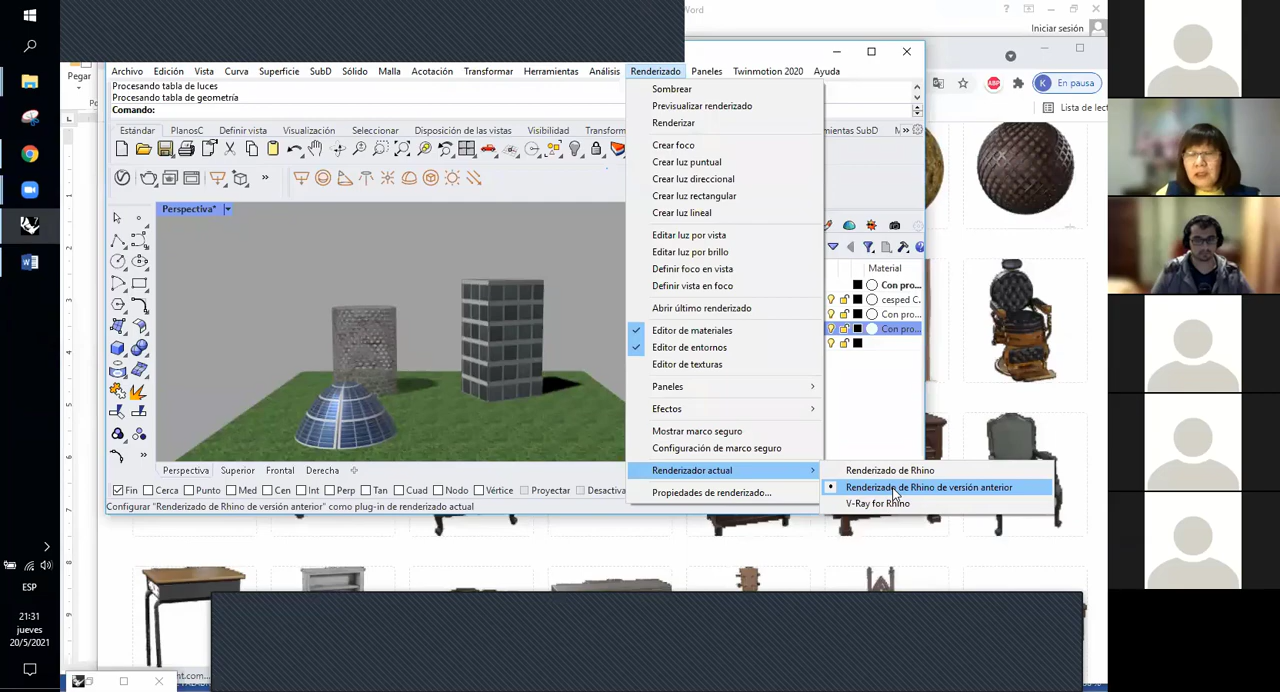 Word
Iniciar sesión
Pegar
K En pausa
Lista de lect
Archivo Edición Vista Curva Superficie SubD Sólido Malla Acotación Transformar Herramientas Análisis Renderizado Paneles Twinmotion 2020 Ayuda
Procesando tabla de luces
Procesando tabla de geometría
Comando:
Estándar PlanosC Definir vista Visualización Seleccionar Disposición de las vistas Visibilidad Transform
mientas SubD
Perspectiva*
Sombrear
Previsualizar renderizado
Renderizar
Crear foco
Crear luz puntual
Crear luz direccional
Crear luz rectangular
Crear luz lineal
Editar luz por vista
Editar luz por brillo
Definir foco en vista
Definir vista en foco
Abrir último renderizado
Editor de materiales
Editor de entornos
Editor de texturas
Paneles
Efectos
Mostrar marco seguro
Configuración de marco seguro
Renderizador actual
Propiedades de renderizado...
Renderizado de Rhino
Renderizado de Rhino de versión anterior
V-Ray for Rhino
Material
Con pro...
cesped C...
Con pro...
Con pro...
Perspectiva Superior Frontal Derecha
Fin Cerca Punto Med Cen Int Perp Tan Cuad Nodo Vértice Proyectar Desactiva
Configurar "Renderizado de Rhino de versión anterior" como plug-in de renderizado actual
ESP
21:31
jueves
20/5/2021